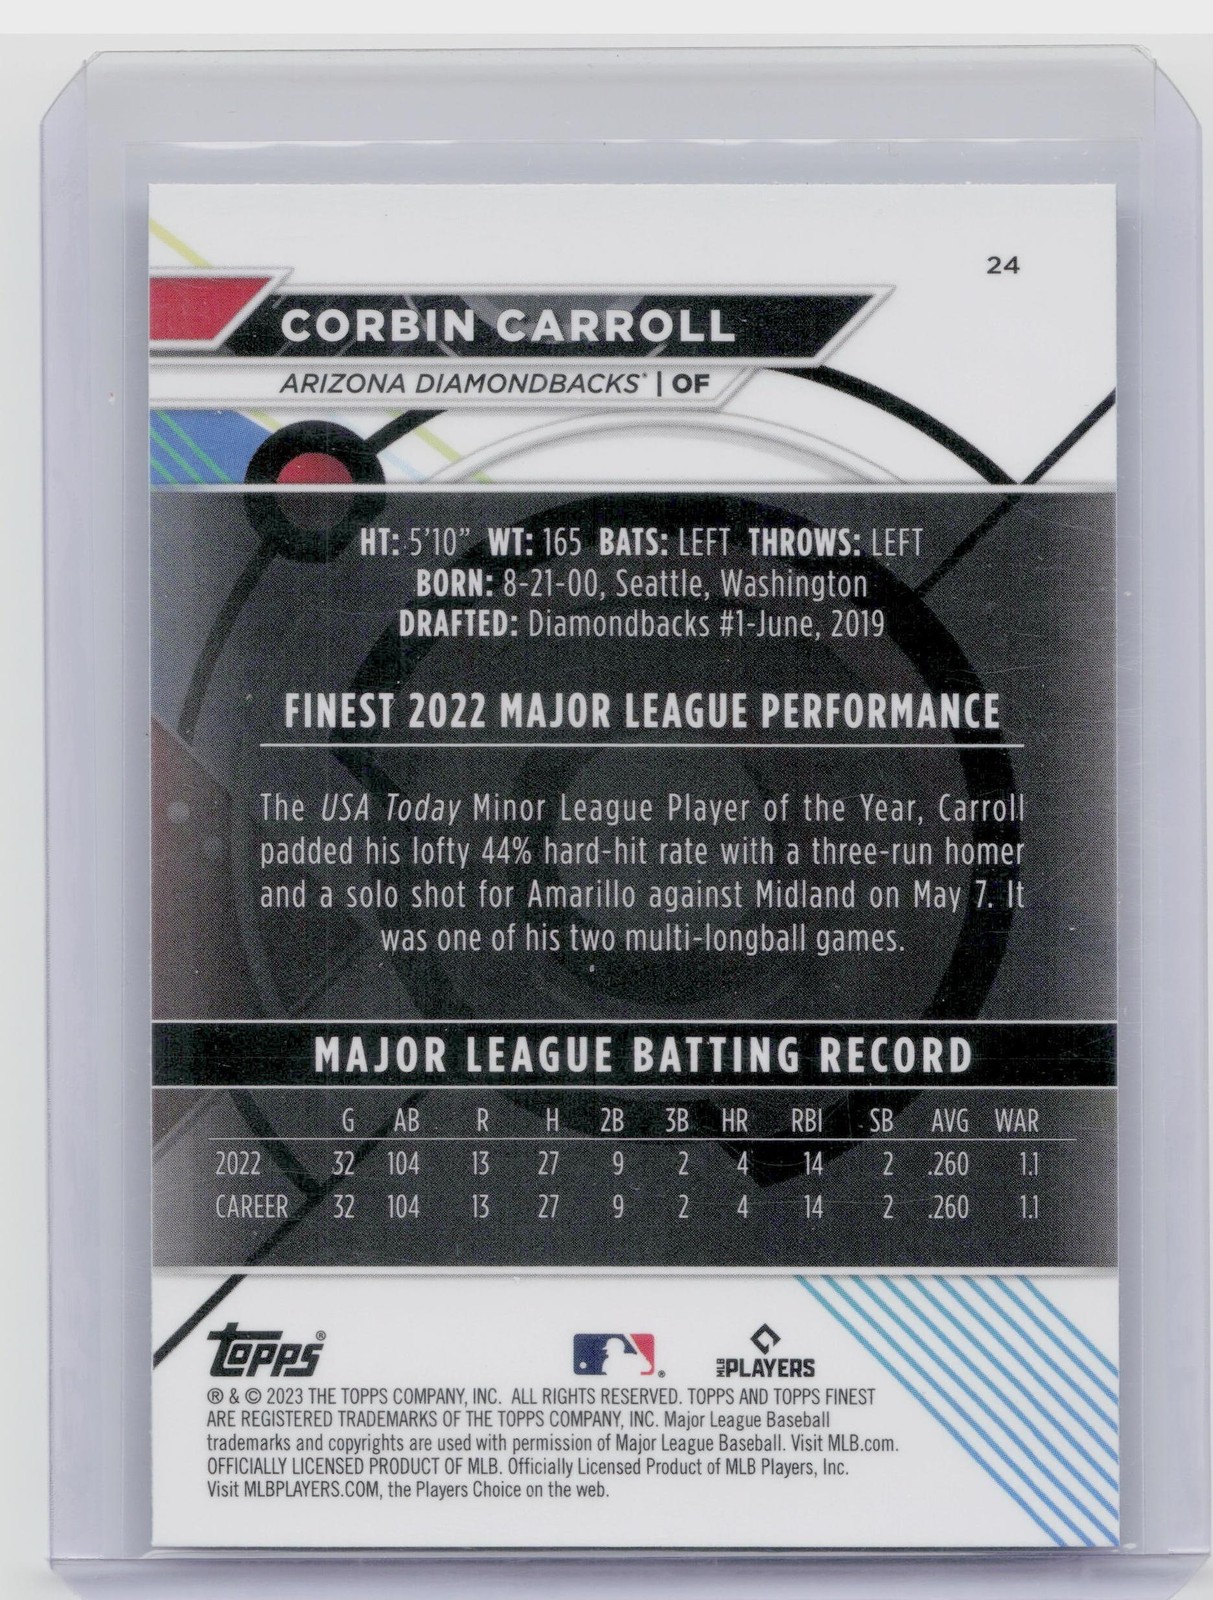 24
CORBIN CARROLL
ARIZONA DIAMONDBACKS® | OF
HT: 5'10" WT: 165 BATS: LEFT THROWS: LEFT
BORN: 8-21-00, Seattle, Washington
DRAFTED: Diamondbacks #1-June, 2019
FINEST 2022 MAJOR LEAGUE PERFORMANCE
The USA Today Minor League Player of the Year, Carroll
padded his lofty 44% hard-hit rate with a three-run homer
and a solo shot for Amarillo against Midland on May 7. It
was one of his two multi-longball games.
MAJOR LEAGUE BATTING RECORD
G AB R H 2B 3B HR RBI SB AVG WAR
2022 32 104 13 27 9 2 4 14 2 .260 1.1
CAREER 32 104 13 27 9 2 4 14 2 .260 1.1
Topps® ® MLB PLAYERS
® & © 2023 THE TOPPS COMPANY, INC. ALL RIGHTS RESERVED. TOPPS AND TOPPS FINEST
ARE REGISTERED TRADEMARKS OF THE TOPPS COMPANY, INC. Major League Baseball
trademarks and copyrights are used with permission of Major League Baseball. Visit MLB.com.
OFFICIALLY LICENSED PRODUCT OF MLB. Officially Licensed Product of MLB Players, Inc.
Visit MLBPLAYERS.COM, the Players Choice on the web.